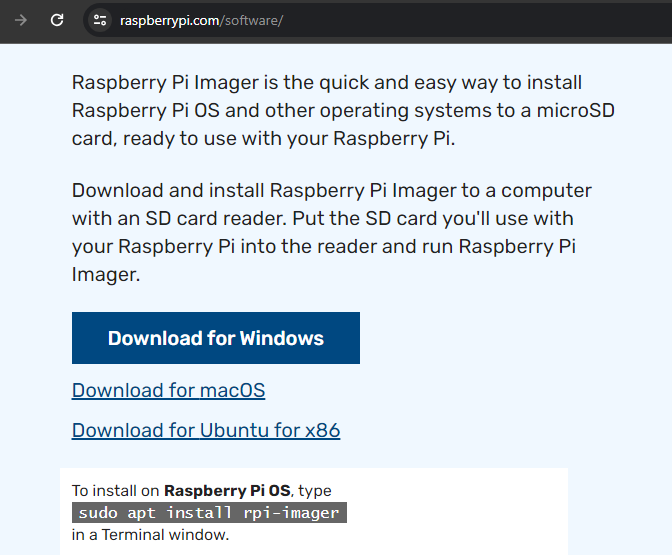 raspberrypi.com/software/
Raspberry Pi Imager is the quick and easy way to install
Raspberry Pi OS and other operating systems to a microSD
card, ready to use with your Raspberry Pi.
Download and install Raspberry Pi Imager to a computer
with an SD card reader. Put the SD card you'll use with
your Raspberry Pi into the reader and run Raspberry Pi
Imager.
Download for Windows
Download for macOS
Download for Ubuntu for x86
To install on Raspberry Pi OS, type
sudo apt install rpi-imager
in a Terminal window.